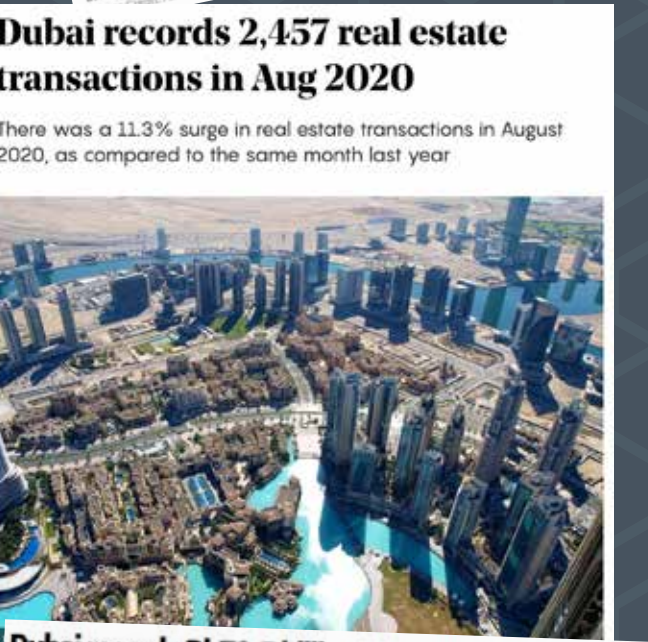 Dubai records 2,457 real estate
transactions in Aug 2020
There was a 11.3% surge in real estate transactions in August
2020, as compared to the same month last year
Dubai